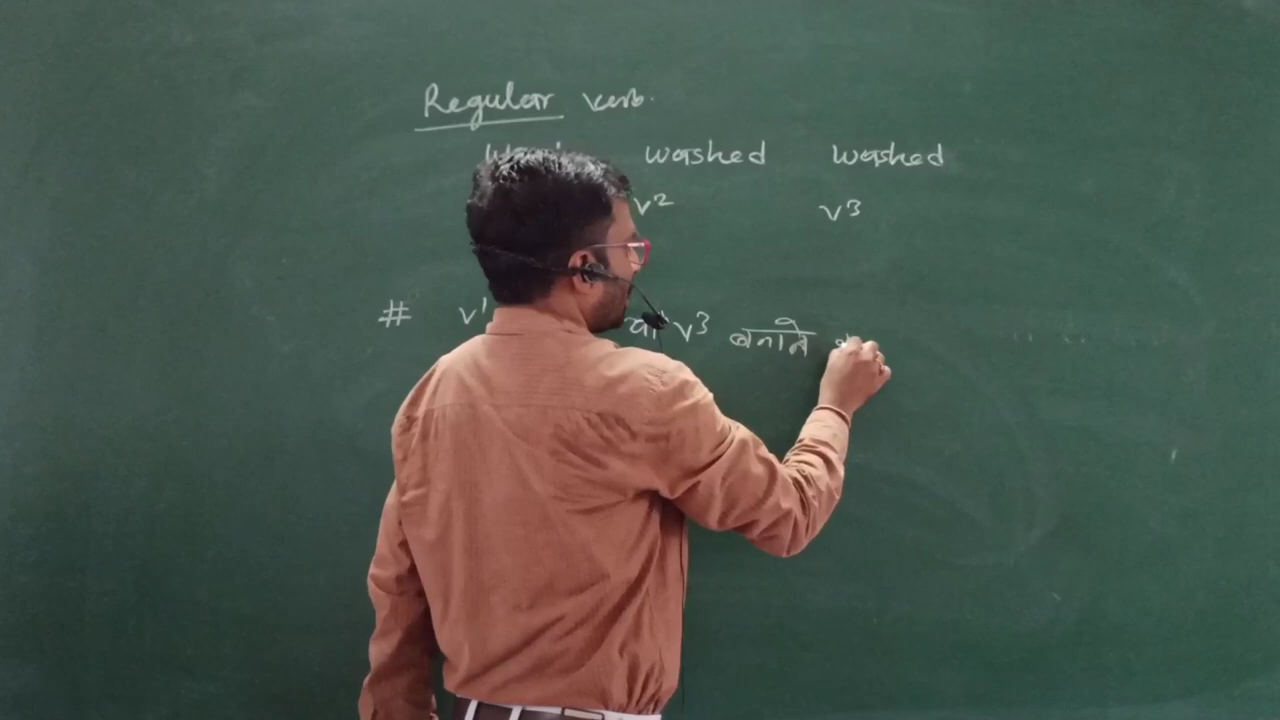 Regular verb.
washed washed
v² v³
# v¹ या v³ बनाने